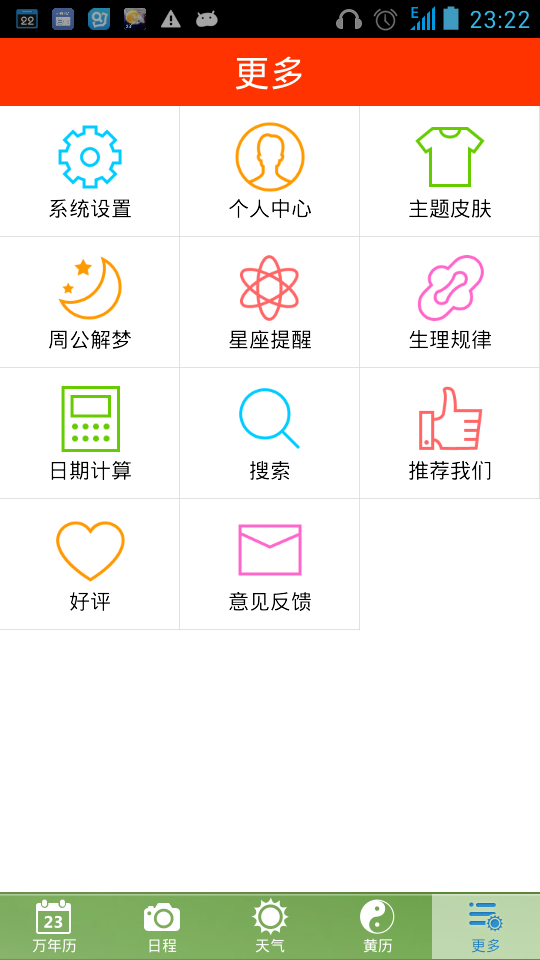 22
E
23:22
更多
系统设置
个人中心
主题皮肤
周公解梦
星座提醒
生理规律
日期计算
搜索
推荐我们
好评
意见反馈
23
万年历
日程
天气
黄历
更多